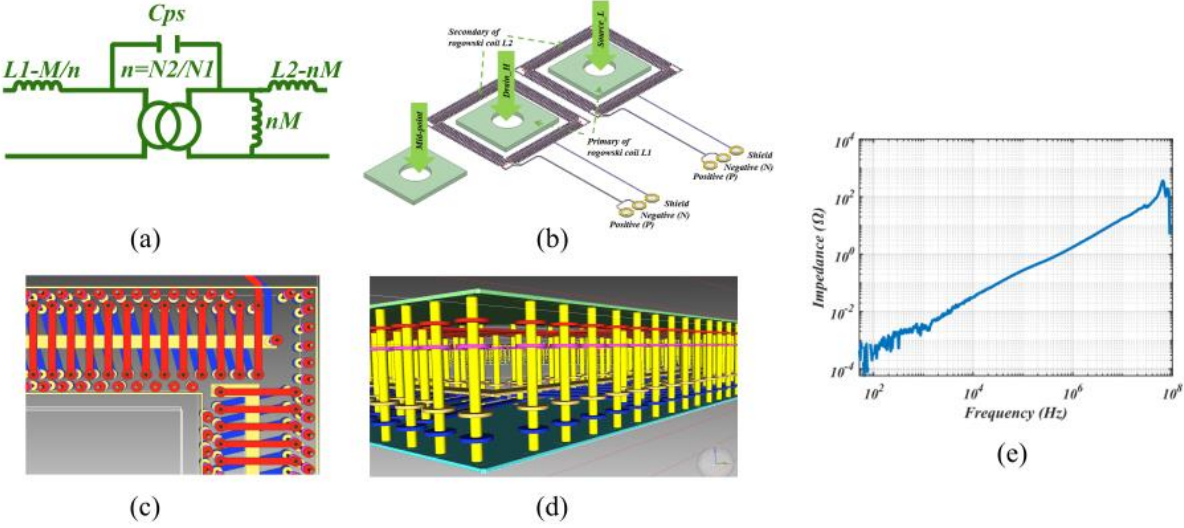 Cps
L1-M/n
n=N2/N1
L2-nM
nM
(a)
Secondary of
rogowski coil L2
Source_L
Drain_H
Mid-point
Primary of
rogowski coil L1
Shield
Negative (N)
Positive (P)
Shield
Negative (N)
Positive (P)
(b)
(c)
(d)
10^4
10^2
10^0
10^-2
10^-4
Impedance (Ω)
10^2
10^4
10^6
10^8
Frequency (Hz)
(e)